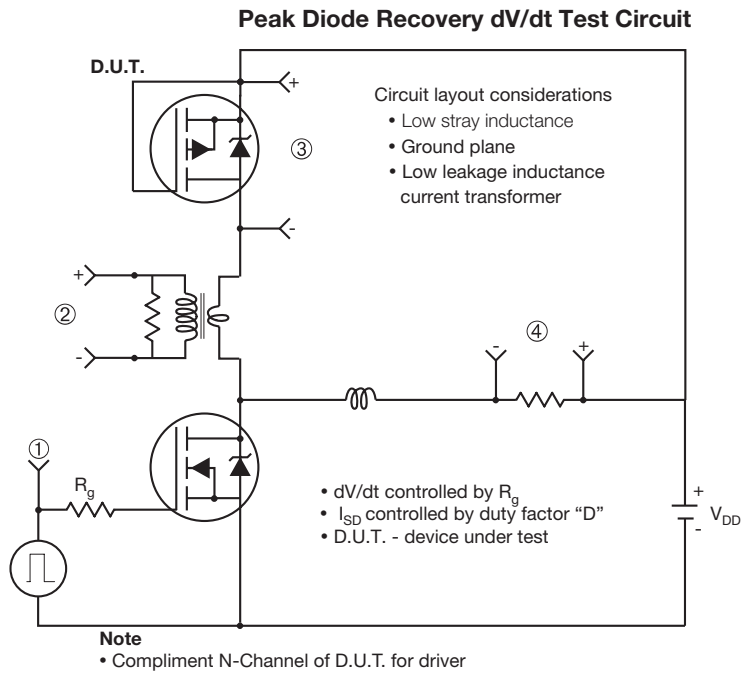 Peak Diode Recovery dV/dt Test Circuit
D.U.T.
+
Circuit layout considerations
• Low stray inductance
• Ground plane
• Low leakage inductance
current transformer
③
-
+
②
-
④
-
+
①
Rg
• dV/dt controlled by Rg
• ISD controlled by duty factor “D”
• D.U.T. - device under test
+
VDD
-
Note
• Compliment N-Channel of D.U.T. for driver